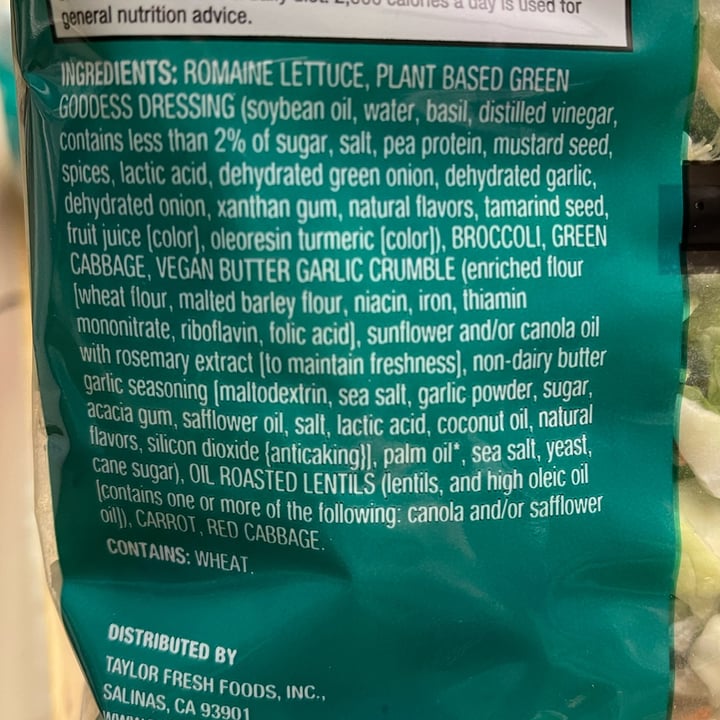 2,000 calories a day is used for
general nutrition advice.
INGREDIENTS: ROMAINE LETTUCE, PLANT BASED GREEN
GODDESS DRESSING (soybean oil, water, basil, distilled vinegar,
contains less than 2% of sugar, salt, pea protein, mustard seed,
spices, lactic acid, dehydrated green onion, dehydrated garlic,
dehydrated onion, xanthan gum, natural flavors, tamarind seed,
fruit juice [color], oleoresin turmeric [color]), BROCCOLI, GREEN
CABBAGE, VEGAN BUTTER GARLIC CRUMBLE (enriched flour
[wheat flour, malted barley flour, niacin, iron, thiamin
mononitrate, riboflavin, folic acid], sunflower and/or canola oil
with rosemary extract [to maintain freshness], non-dairy butter
garlic seasoning [maltodextrin, sea salt, garlic powder, sugar,
acacia gum, safflower oil, salt, lactic acid, coconut oil, natural
flavors, silicon dioxide {anticaking}], palm oil*, sea salt, yeast,
cane sugar), OIL ROASTED LENTILS (lentils, and high oleic oil
[contains one or more of the following: canola and/or safflower
oil]), CARROT, RED CABBAGE.
CONTAINS: WHEAT.
DISTRIBUTED BY
TAYLOR FRESH FOODS, INC.,
SALINAS, CA 93901